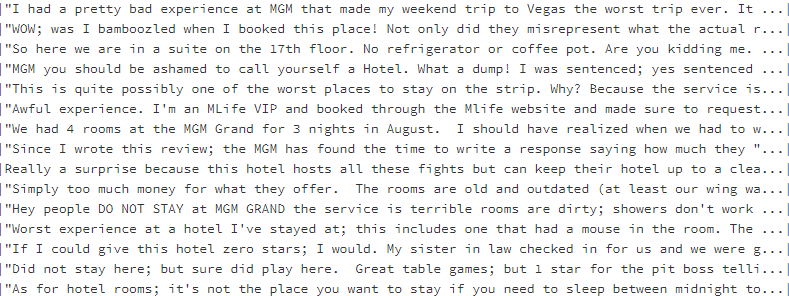 |"I had a pretty bad experience at MGM that made my weekend trip to Vegas the worst trip ever. It ...|
|"WOW; was I bamboozled when I booked this place! Not only did they misrepresent what the actual r...|
|"So here we are in a suite on the 17th floor. No refrigerator or coffee pot. Are you kidding me. ...|
|"MGM you should be ashamed to call yourself a Hotel. What a dump! I was sentenced; yes sentenced ...|
|"This is quite possibly one of the worst places to stay on the strip. Why? Because the service is...|
|"Awful experience. I'm an MLife VIP and booked through the Mlife website and made sure to request...|
|"We had 4 rooms at the MGM Grand for 3 nights in August.  I should have realized when we had to w...|
|"Since I wrote this review; the MGM has found the time to write a response saying how much they "...|
|Really a surprise because this hotel hosts all these fights but can keep their hotel up to a clea...|
|"Simply too much money for what they offer.  The rooms are old and outdated (at least our wing wa...|
|"Hey people DO NOT STAY at MGM GRAND the service is terrible rooms are dirty; showers don't work ...|
|"Worst experience at a hotel I've stayed at; this includes one that had a mouse in the room. The ...|
|"If I could give this hotel zero stars; I would. My sister in law checked in for us and we were g...|
|"Did not stay here; but sure did play here.  Great table games; but 1 star for the pit boss telli...|
|"As for hotel rooms; it's not the place you want to stay if you need to sleep between midnight to...|